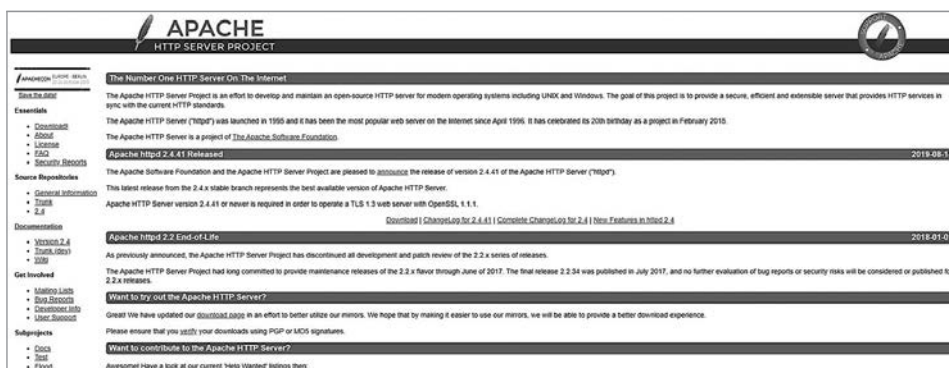 APACHE
HTTP SERVER PROJECT
APACHECON EUROPE - BERLIN
Save the date!
Essentials
Download!
About
License
FAQ
Security Reports
Source Repositories
General Information
Trunk
2.4
Documentation
Version 2.4
Trunk (dev)
Wiki
Get Involved
Mailing Lists
Bug Reports
Developer Info
User Support
Subprojects
Docs
Test
Flood
The Number One HTTP Server On The Internet
The Apache HTTP Server Project is an effort to develop and maintain an open-source HTTP server for modern operating systems including UNIX and Windows. The goal of this project is to provide a secure, efficient and extensible server that provides HTTP services in
sync with the current HTTP standards.
The Apache HTTP Server ("httpd") was launched in 1995 and it has been the most popular web server on the Internet since April 1996. It has celebrated its 20th birthday as a project in February 2015.
The Apache HTTP Server is a project of The Apache Software Foundation.
Apache httpd 2.4.41 Released 2019-08-1
The Apache Software Foundation and the Apache HTTP Server Project are pleased to announce the release of version 2.4.41 of the Apache HTTP Server ("httpd").
This latest release from the 2.4.x stable branch represents the best available version of Apache HTTP Server.
Apache HTTP Server version 2.4.41 or newer is required in order to operate a TLS 1.3 web server with OpenSSL 1.1.1.
Download | ChangeLog for 2.4.41 | Complete ChangeLog for 2.4 | New Features in httpd 2.4
Apache httpd 2.2 End-of-Life 2018-01-0
As previously announced, the Apache HTTP Server Project has discontinued all development and patch review of the 2.2.x series of releases.
The Apache HTTP Server Project had long committed to provide maintenance releases of the 2.2.x flavor through June of 2017. The final release 2.2.34 was published in July 2017, and no further evaluation of bug reports or security risks will be considered or published fo
2.2.x releases.
Want to try out the Apache HTTP Server?
Great! We have updated our download page in an effort to better utilize our mirrors. We hope that by making it easier to use our mirrors, we will be able to provide a better download experience.
Please ensure that you verify your downloads using PGP or MD5 signatures.
Want to contribute to the Apache HTTP Server?
Awesome! Have a look at our current 'Help Wanted' listings then: